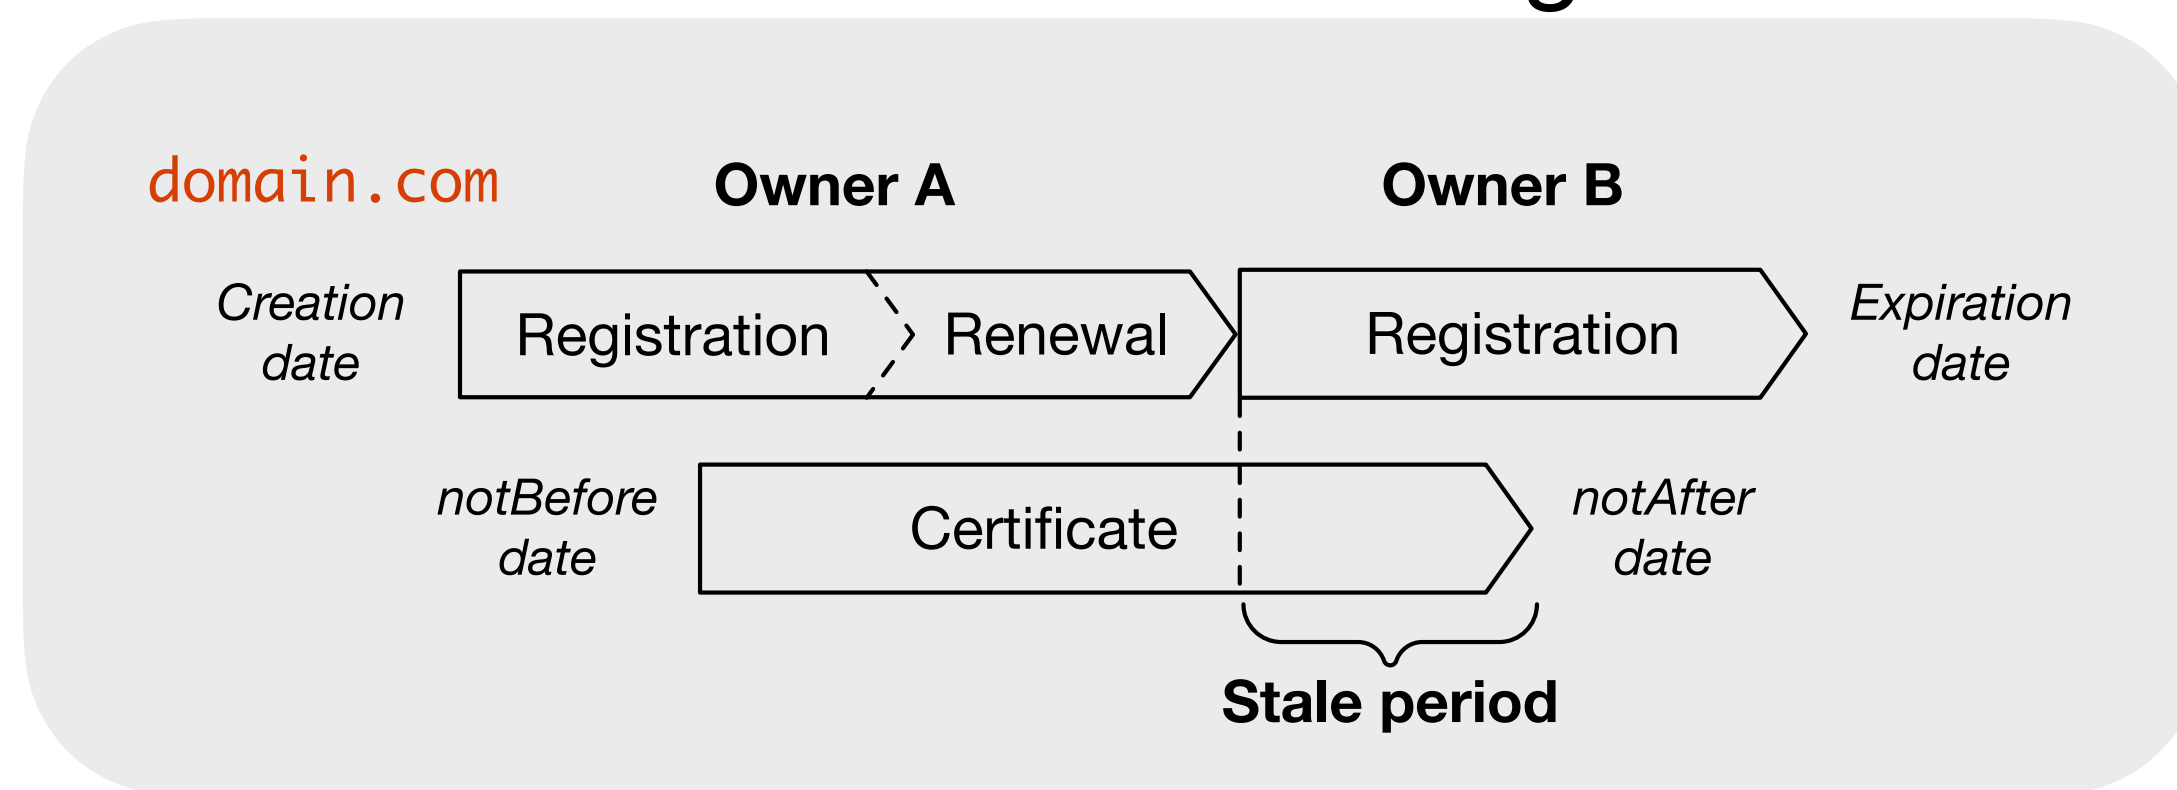 domain.com
Owner A
Owner B
Creation
date
Registration
Renewal
Registration
Expiration
date
notBefore
date
Certificate
notAfter
date
Stale period